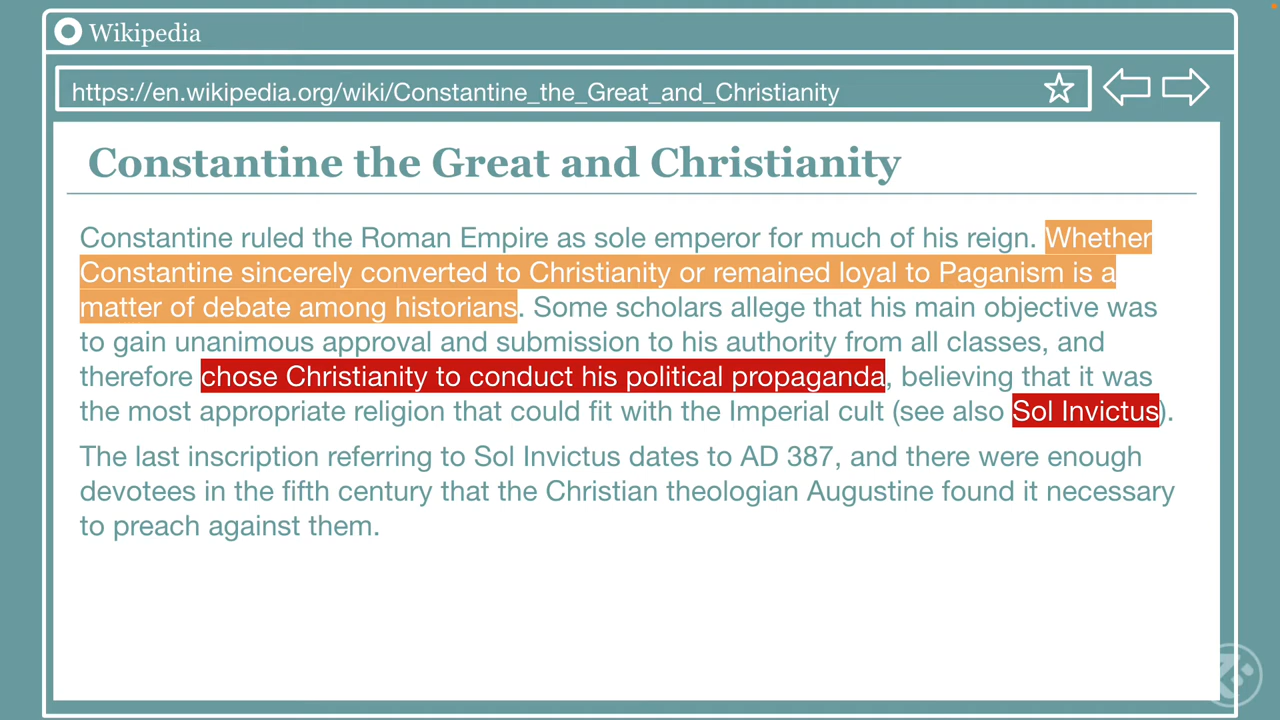 Wikipedia
https://en.wikipedia.org/wiki/Constantine_the_Great_and_Christianity
Constantine the Great and Christianity
Constantine ruled the Roman Empire as sole emperor for much of his reign. Whether
Constantine sincerely converted to Christianity or remained loyal to Paganism is a
matter of debate among historians. Some scholars allege that his main objective was
to gain unanimous approval and submission to his authority from all classes, and
therefore chose Christianity to conduct his political propaganda, believing that it was
the most appropriate religion that could fit with the Imperial cult (see also Sol Invictus).
The last inscription referring to Sol Invictus dates to AD 387, and there were enough
devotees in the fifth century that the Christian theologian Augustine found it necessary
to preach against them.